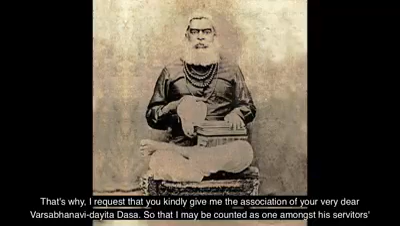 That's why, I request that you kindly give me the association of your very dear
Varsabhanavi-dayita Dasa. So that I may be counted as one amongst his servitors'